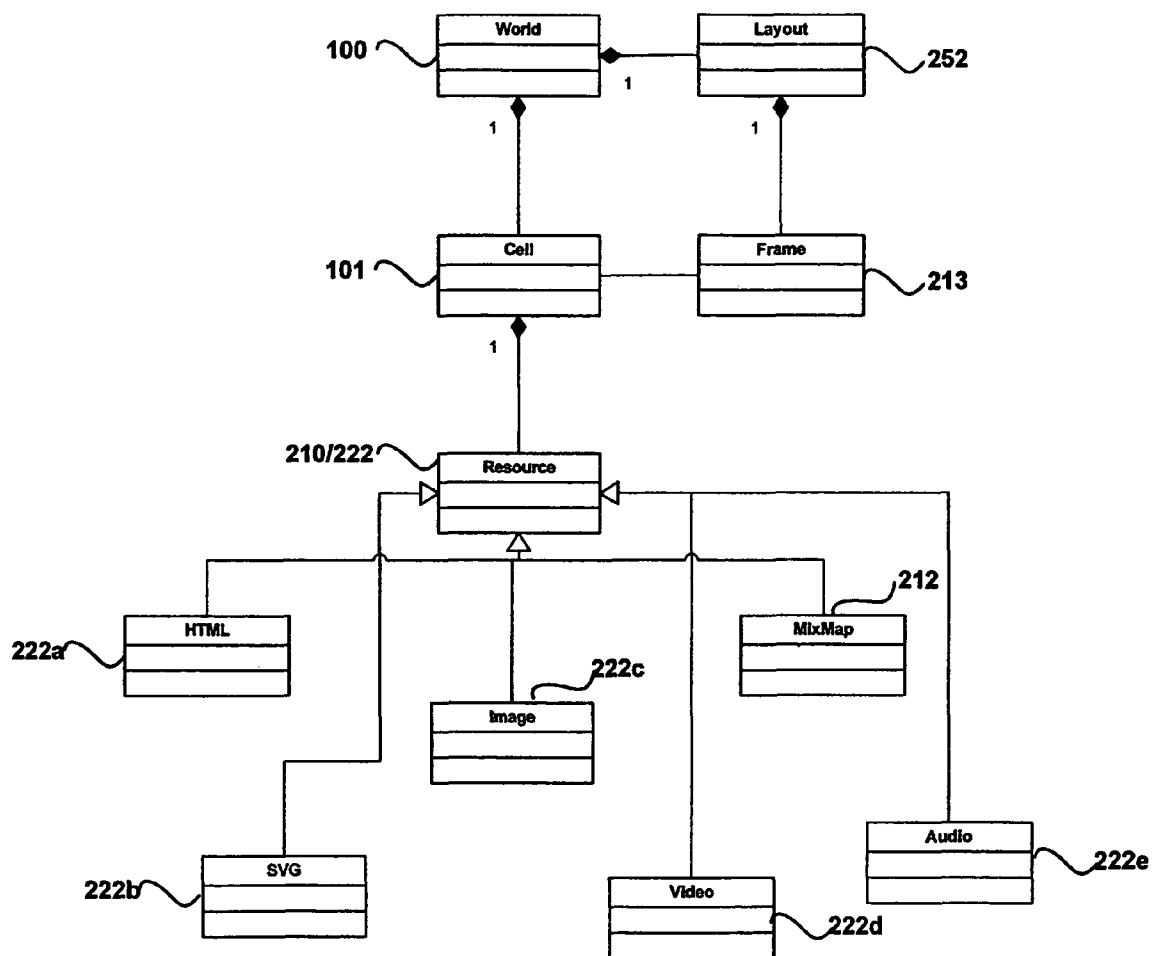 World
Layout
100
252
1
1
1
Cell
Frame
101
213
1
210/222
Resource
212
HTML
MixMap
222a
222c
Image
Audio
SVG
222e
222b
Video
222d